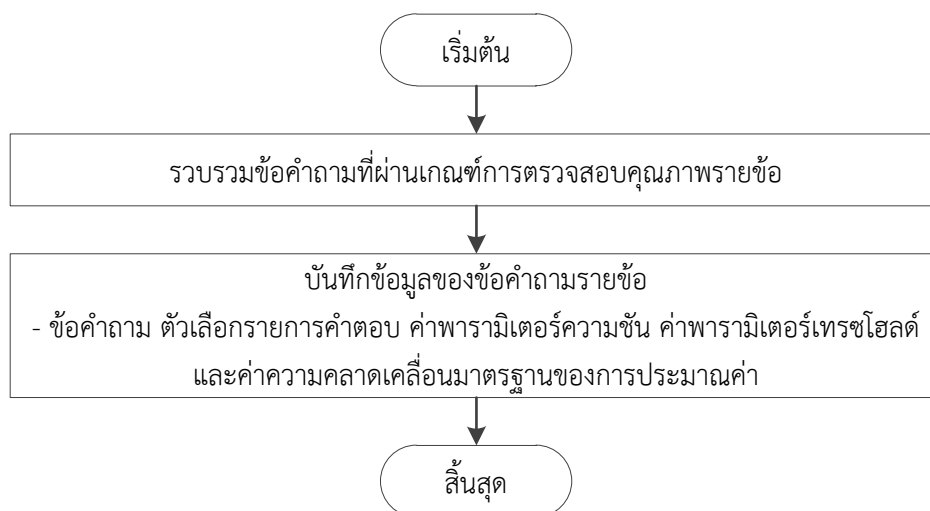 เริ่มต้น
รวบรวมข้อคำถามที่ผ่านเกณฑ์การตรวจสอบคุณภาพรายข้อ
บันทึกข้อมูลของข้อคำถามรายข้อ
- ข้อคำถาม ตัวเลือกรายการคำตอบ ค่าพารามิเตอร์ความชัน ค่าพารามิเตอร์เทรซโฮลด์
และค่าความคลาดเคลื่อนมาตรฐานของการประมาณค่า
สิ้นสุด